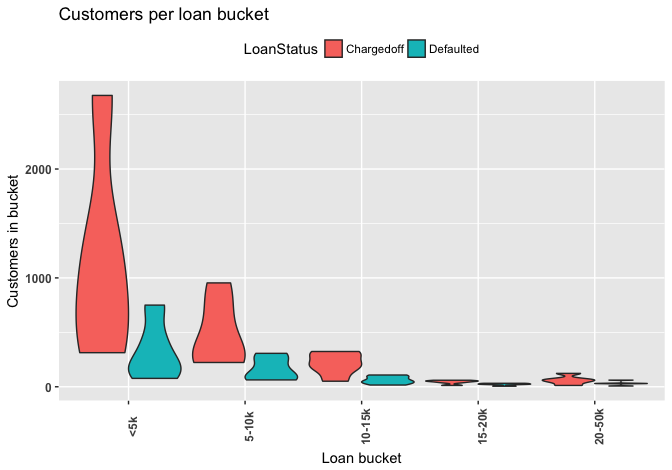 Customers per loan bucket
LoanStatus Chargedoff Defaulted
Customers in bucket
2000
1000
0
<5k 5-10k 10-15k 15-20k 20-50k
Loan bucket